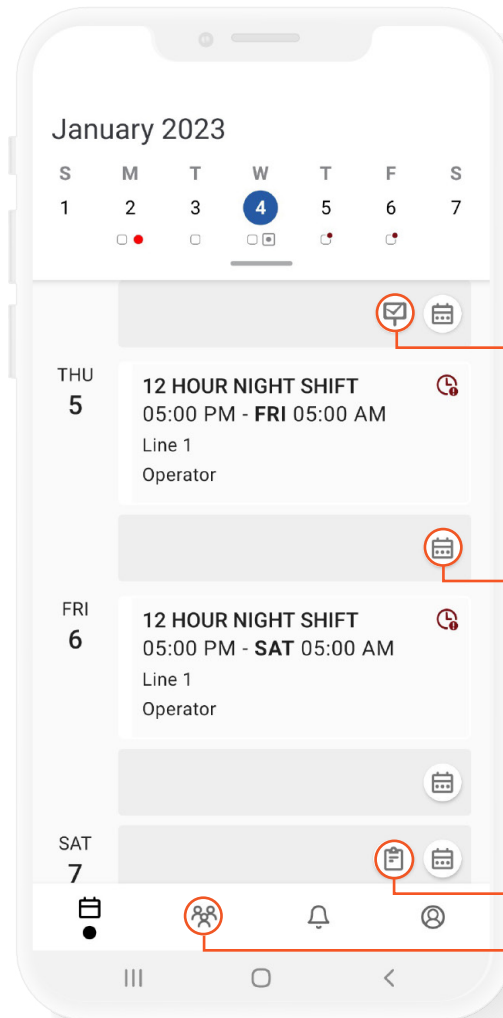 January 2023
S M T W T F S
1 2 3 4 5 6 7
THU
5
12 HOUR NIGHT SHIFT
05:00 PM - FRI 05:00 AM
Line 1
Operator
FRI
6
12 HOUR NIGHT SHIFT
05:00 PM - SAT 05:00 AM
Line 1
Operator
SAT
7